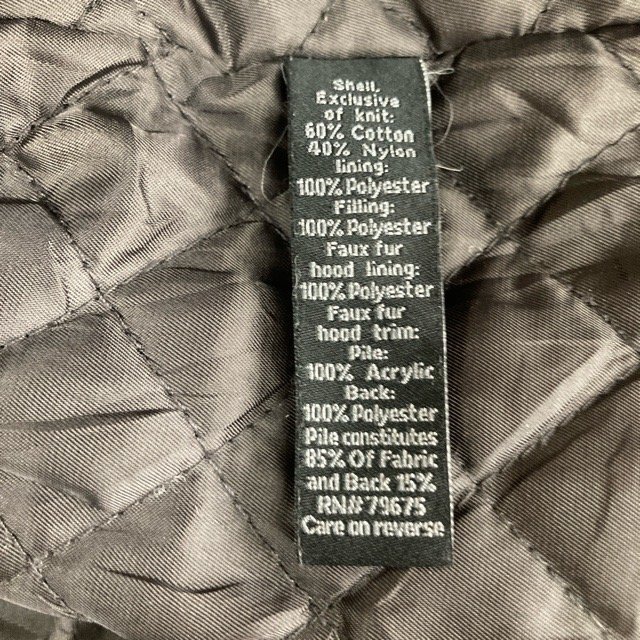 Shell,
Exclusive
of knit:
60% Cotton
40% Nylon
lining:
100% Polyester
Filling:
100% Polyester
Faux fur
hood lining:
100% Polyester
Faux fur
hood trim:
Pile:
100% Acrylic
Back:
100% Polyester
Pile constitutes
85% Of Fabric
and Back 15%
RN# 79675
Care on reverse